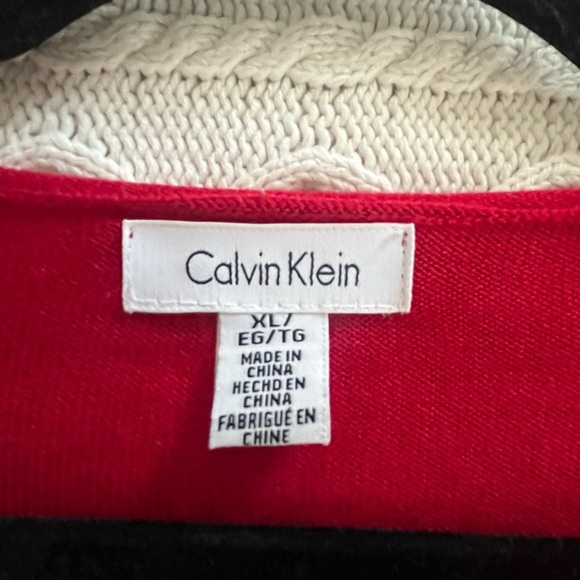 Calvin Klein
XL/
EG/TG
MADE IN
CHINA
HECHO EN
CHINA
FABRIGUÉ EN
CHINE